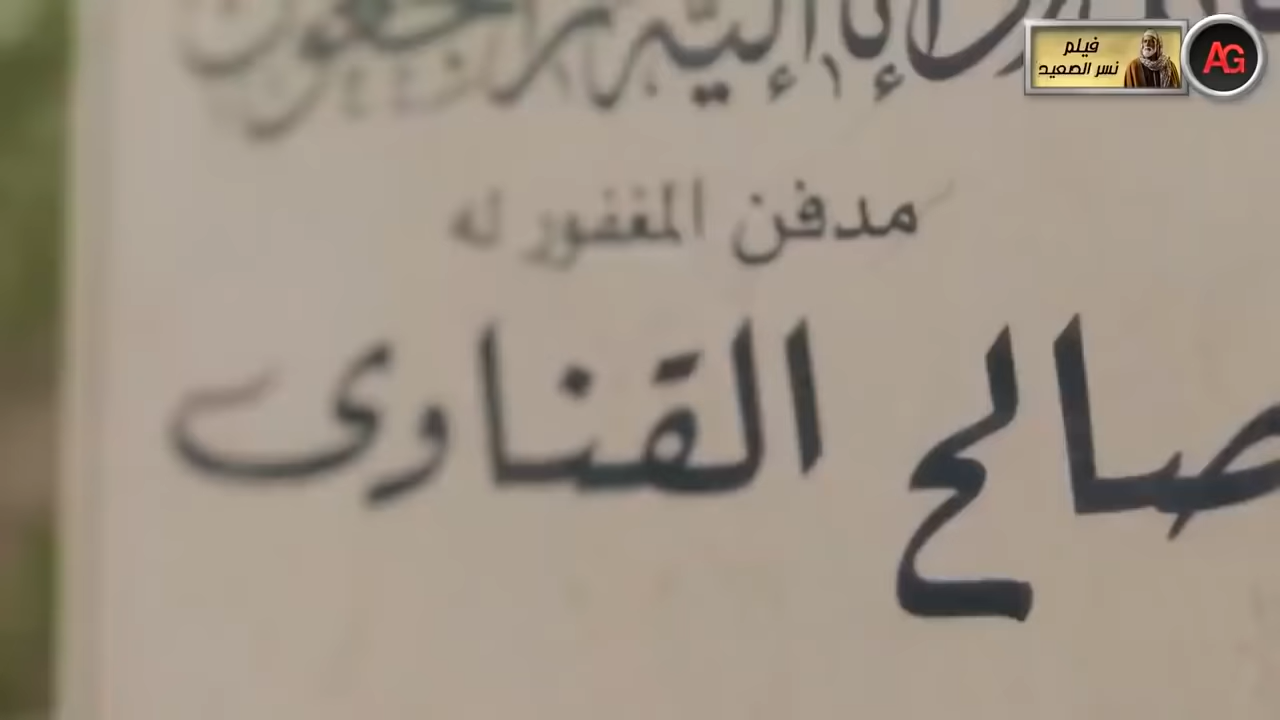 إليه راجعون
مدفن المغفور له
صالح القناوى
فيلم
نسر الصعيد
AG